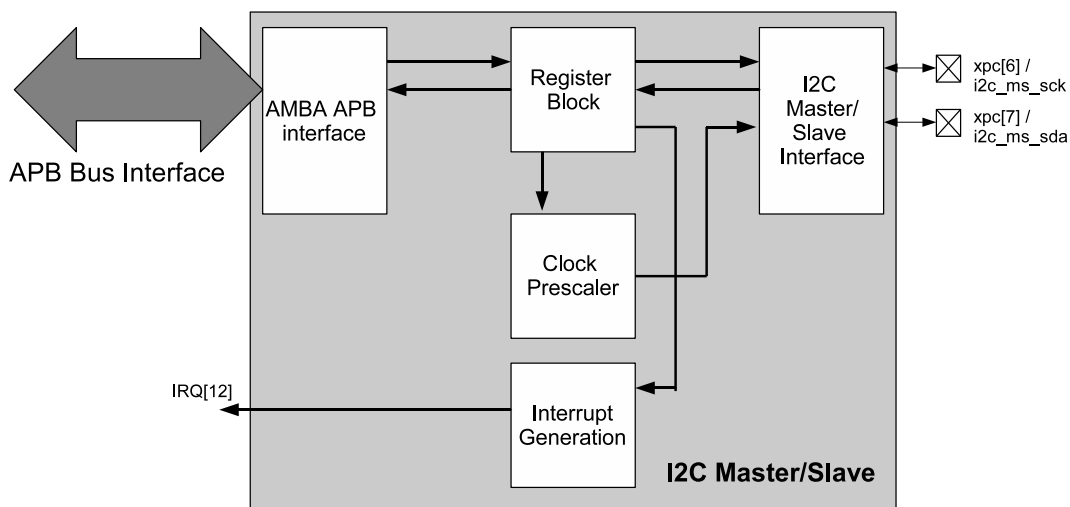 APB Bus Interface
AMBA APB
interface
Register
Block
I2C
Master/
Slave
Interface
xpc[6] /
i2c_ms_sck
xpc[7] /
i2c_ms_sda
Clock
Prescaler
IRQ[12]
Interrupt
Generation
I2C Master/Slave